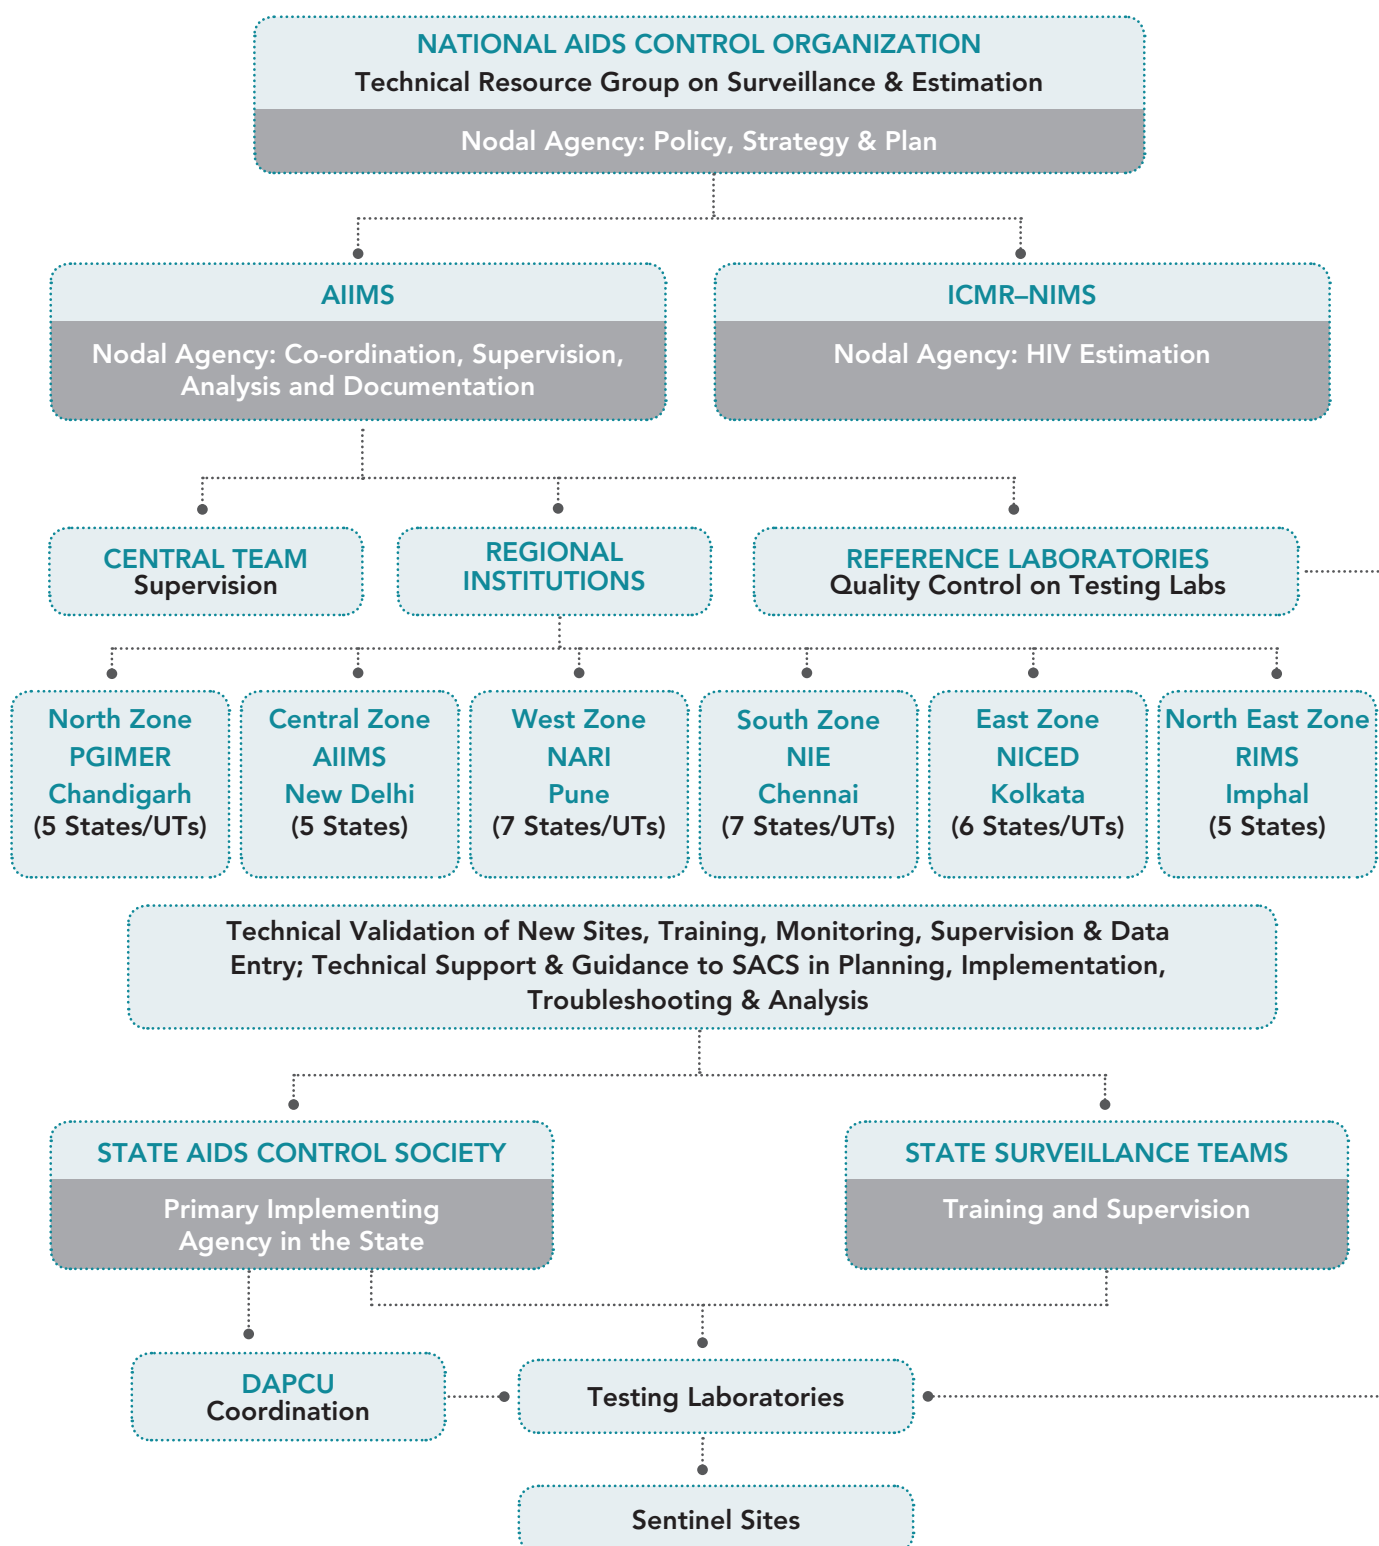 NATIONAL AIDS CONTROL ORGANIZATION
Technical Resource Group on Surveillance & Estimation
Nodal Agency: Policy, Strategy & Plan
AIIMS
Nodal Agency: Co-ordination, Supervision,
Analysis and Documentation
ICMR–NIMS
Nodal Agency: HIV Estimation
CENTRAL TEAM
Supervision
REGIONAL
INSTITUTIONS
REFERENCE LABORATORIES
Quality Control on Testing Labs
North Zone
PGIMER
Chandigarh
(5 States/UTs)
Central Zone
AIIMS
New Delhi
(5 States)
West Zone
NARI
Pune
(7 States/UTs)
South Zone
NIE
Chennai
(7 States/UTs)
East Zone
NICED
Kolkata
(6 States/UTs)
North East Zone
RIMS
Imphal
(5 States)
Technical Validation of New Sites, Training, Monitoring, Supervision & Data
Entry; Technical Support & Guidance to SACS in Planning, Implementation,
Troubleshooting & Analysis
STATE AIDS CONTROL SOCIETY
Primary Implementing
Agency in the State
STATE SURVEILLANCE TEAMS
Training and Supervision
DAPCU
Coordination
Testing Laboratories
Sentinel Sites